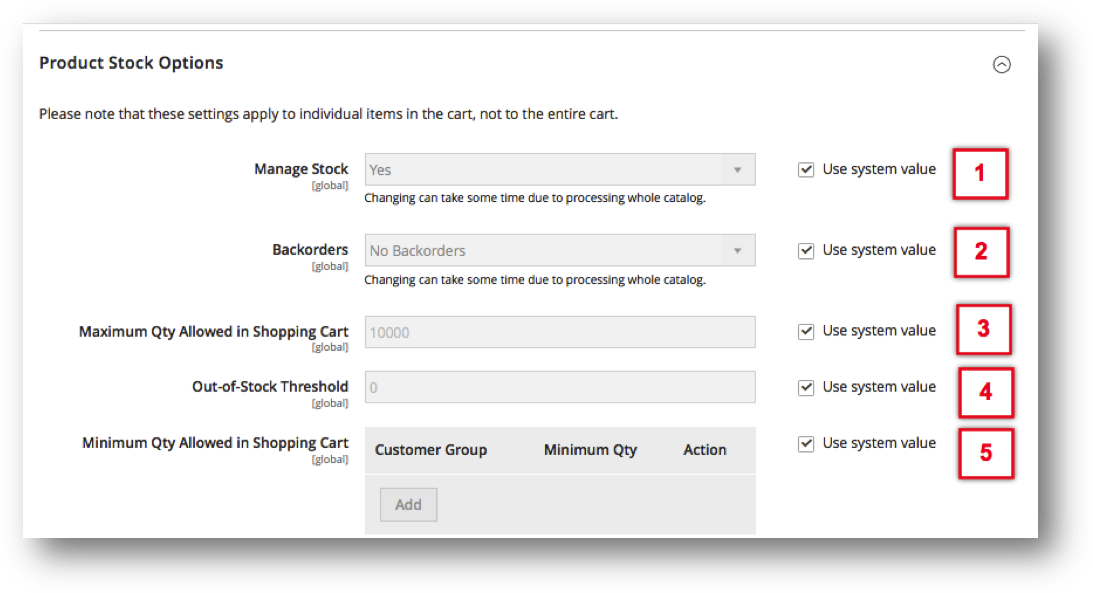 Product Stock Options
Please note that these settings apply to individual items in the cart, not to the entire cart.
Manage Stock Yes Use system value 1
[global]
Changing can take some time due to processing whole catalog.
Backorders No Backorders Use system value 2
[global]
Changing can take some time due to processing whole catalog.
Maximum Qty Allowed in Shopping Cart 10000 Use system value 3
[global]
Out-of-Stock Threshold 0 Use system value 4
[global]
Minimum Qty Allowed in Shopping Cart Customer Group Minimum Qty Action Use system value 5
[global]
Add